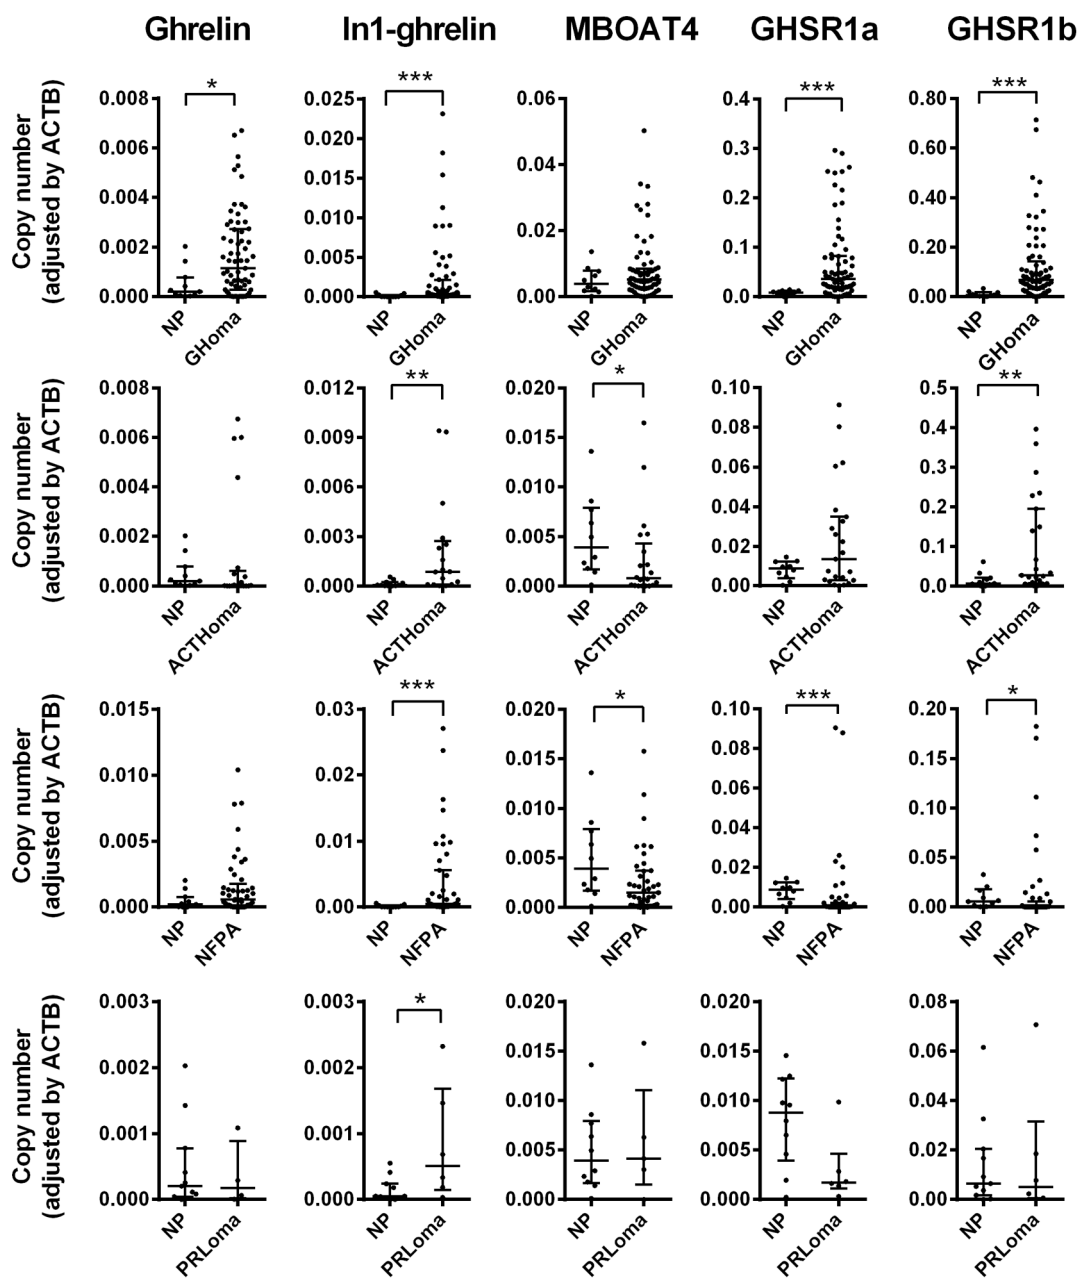 Ghrelin In1-ghrelin MBOAT4 GHSR1a GHSR1b
Copy number
(adjusted by ACTB)
* *** *** ***
0.008 0.025 0.06 0.4 0.80
0.006 0.020 0.04 0.3 0.60
0.004 0.015 0.02 0.2 0.40
0.002 0.010 0.00 0.1 0.20
0.000 0.005 0.0 0.0
0.000
NP GHoma NP GHoma NP GHoma NP GHoma NP GHoma
Copy number
(adjusted by ACTB)
** * **
0.008 0.012 0.020 0.10 0.5
0.006 0.009 0.015 0.08 0.4
0.004 0.006 0.010 0.06 0.3
0.002 0.003 0.005 0.04 0.2
0.000 0.000 0.000 0.02 0.1
0.00 0.0
NP ACTHoma NP ACTHoma NP ACTHoma NP ACTHoma NP ACTHoma
Copy number
(adjusted by ACTB)
*** * *** *
0.015 0.03 0.020 0.10 0.20
0.010 0.02 0.015 0.08 0.15
0.005 0.01 0.010 0.06 0.10
0.000 0.00 0.005 0.04 0.05
0.000 0.02 0.00
0.00
NP NFPA NP NFPA NP NFPA NP NFPA NP NFPA
Copy number
(adjusted by ACTB)
*
0.003 0.003 0.020 0.020 0.08
0.002 0.002 0.015 0.015 0.06
0.001 0.001 0.010 0.010 0.04
0.000 0.000 0.005 0.005 0.02
0.000 0.000 0.00
NP PRLoma NP PRLoma NP PRLoma NP PRLoma NP PRLoma